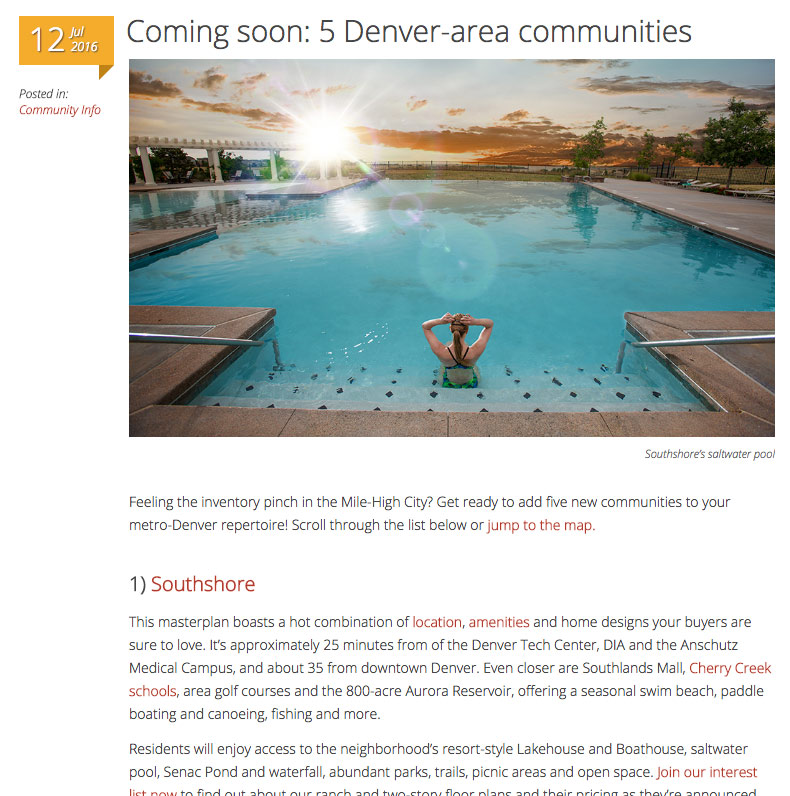 12 Jul
2016
Coming soon: 5 Denver-area communities
Posted in:
Community Info
Southshore's saltwater pool
Feeling the inventory pinch in the Mile-High City? Get ready to add five new communities to your
metro-Denver repertoire! Scroll through the list below or jump to the map.
1) Southshore
This masterplan boasts a hot combination of location, amenities and home designs your buyers are
sure to love. It's approximately 25 minutes from of the Denver Tech Center, DIA and the Anschutz
Medical Campus, and about 35 from downtown Denver. Even closer are Southlands Mall, Cherry Creek
schools, area golf courses and the 800-acre Aurora Reservoir, offering a seasonal swim beach, paddle
boating and canoeing, fishing and more.
Residents will enjoy access to the neighborhood's resort-style Lakehouse and Boathouse, saltwater
pool, Senac Pond and waterfall, abundant parks, trails, picnic areas and open space. Join our interest
list now to find out about our ranch and two-story floor plans and their pricing as they're announced